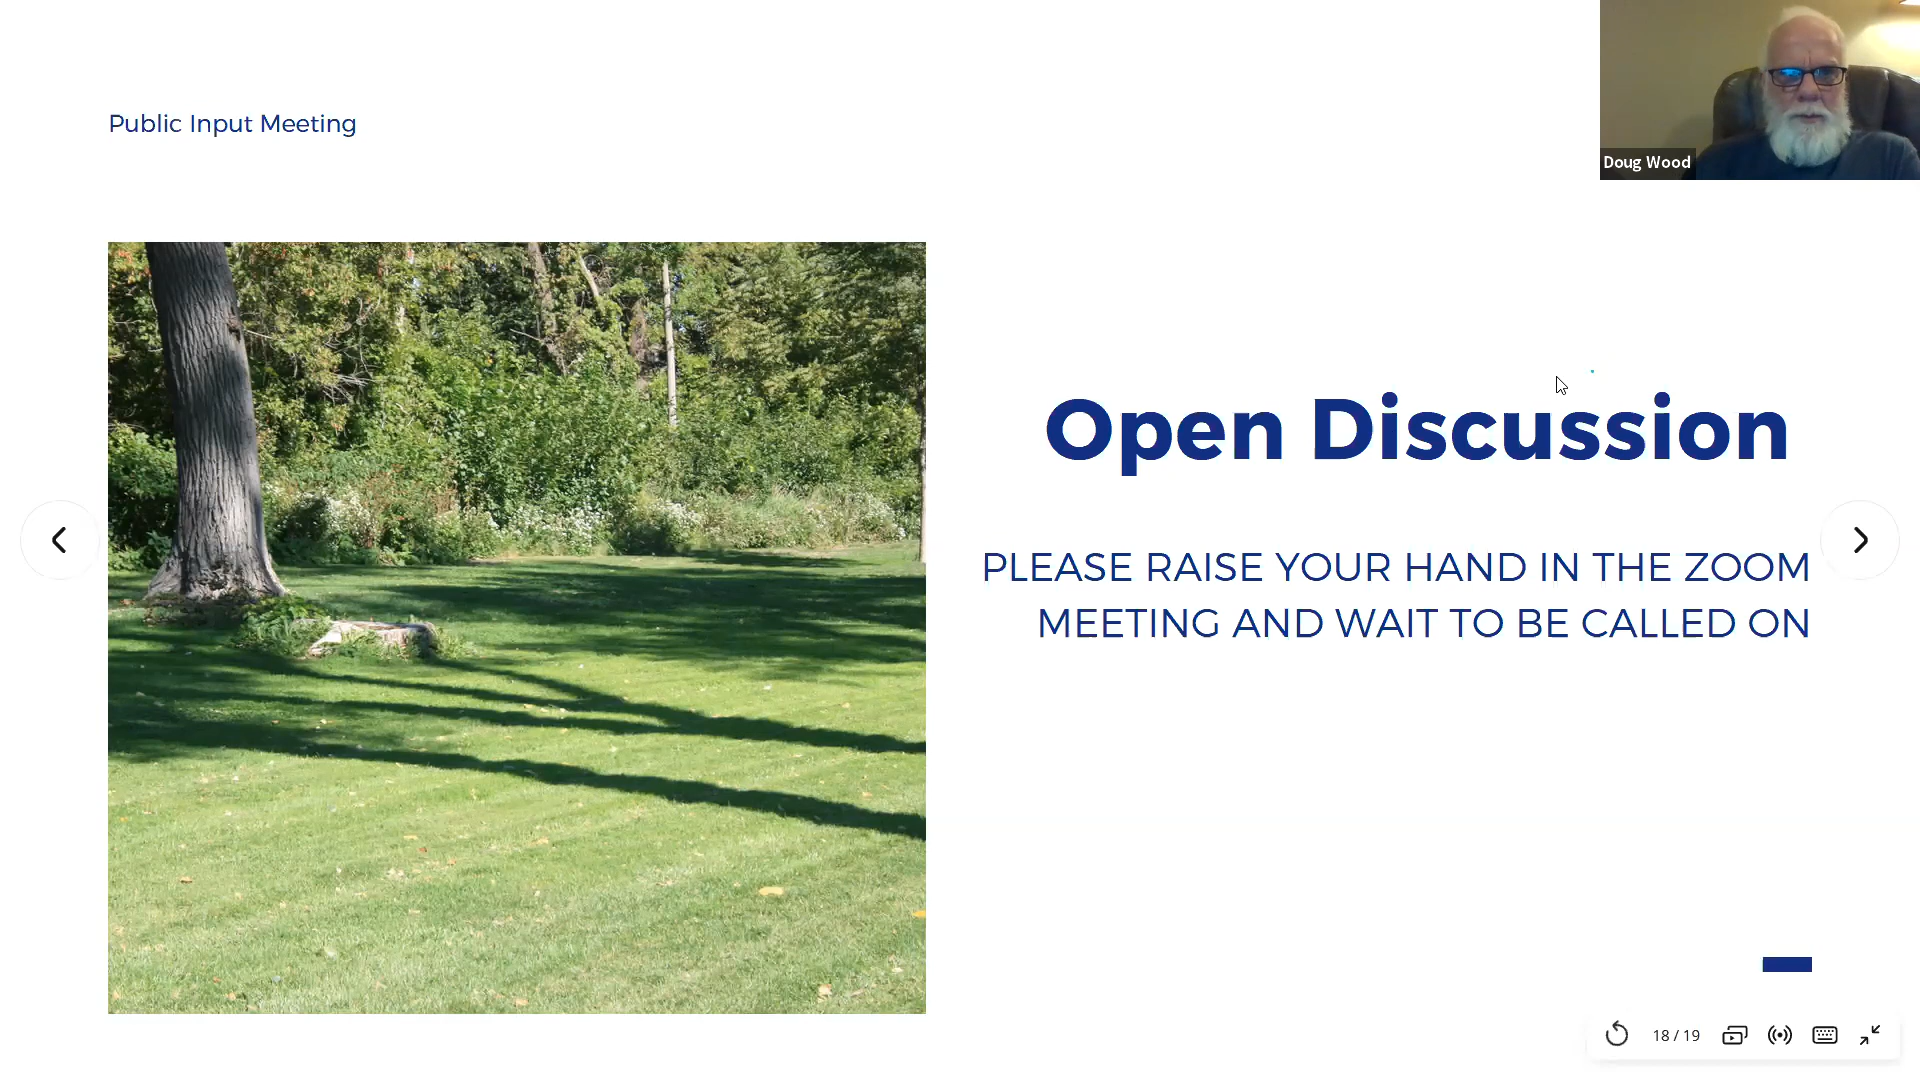 Public Input Meeting
Doug Wood
Open Discussion
PLEASE RAISE YOUR HAND IN THE ZOOM
MEETING AND WAIT TO BE CALLED ON
18 / 19